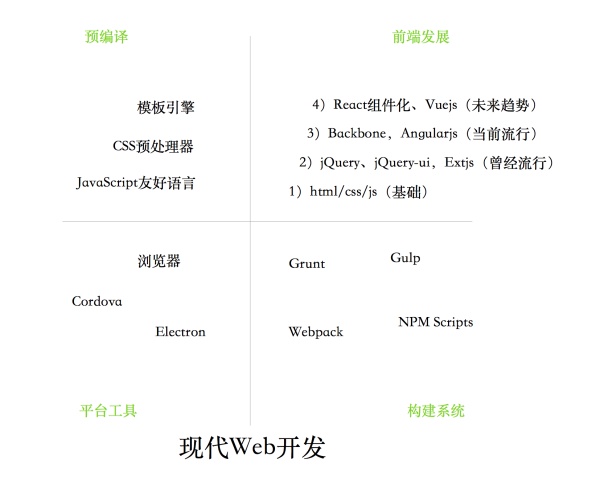 预编译
前端发展
模板引擎
CSS预处理器
JavaScript友好语言
4）React组件化、Vuejs（未来趋势）
3）Backbone，Angularjs（当前流行）
2）jQuery、jQuery-ui，Extjs（曾经流行）
1）html/css/js（基础）
浏览器
Cordova
Electron
Grunt
Gulp
Webpack
NPM Scripts
平台工具
构建系统
现代Web开发